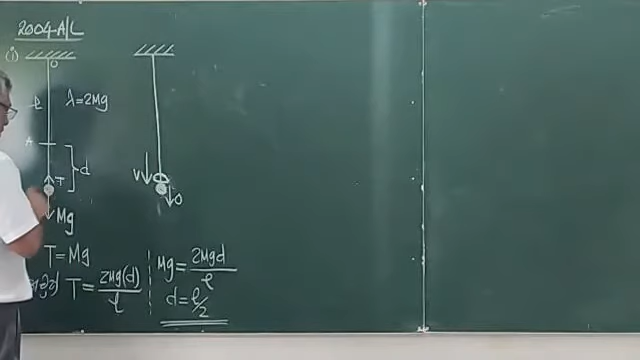 2004 A/L
(i)
O
ℓ
λ=2Mg
A
d
T
Mg
V
O
T = Mg
T = 2Mg(d)/ℓ
Mg = 2Mgd/ℓ
d = ℓ/2